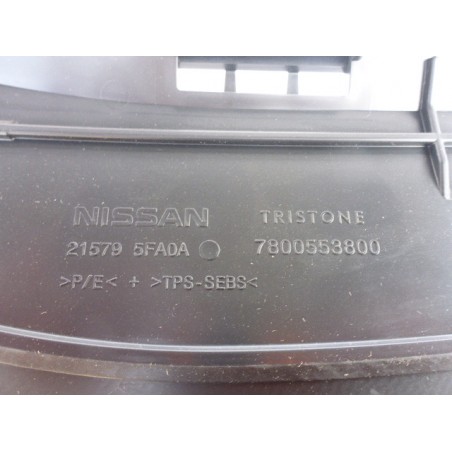 NISSAN TRISTONE
21579 5FA0A 7800553800
>P/E< + >TPS-SEBS<